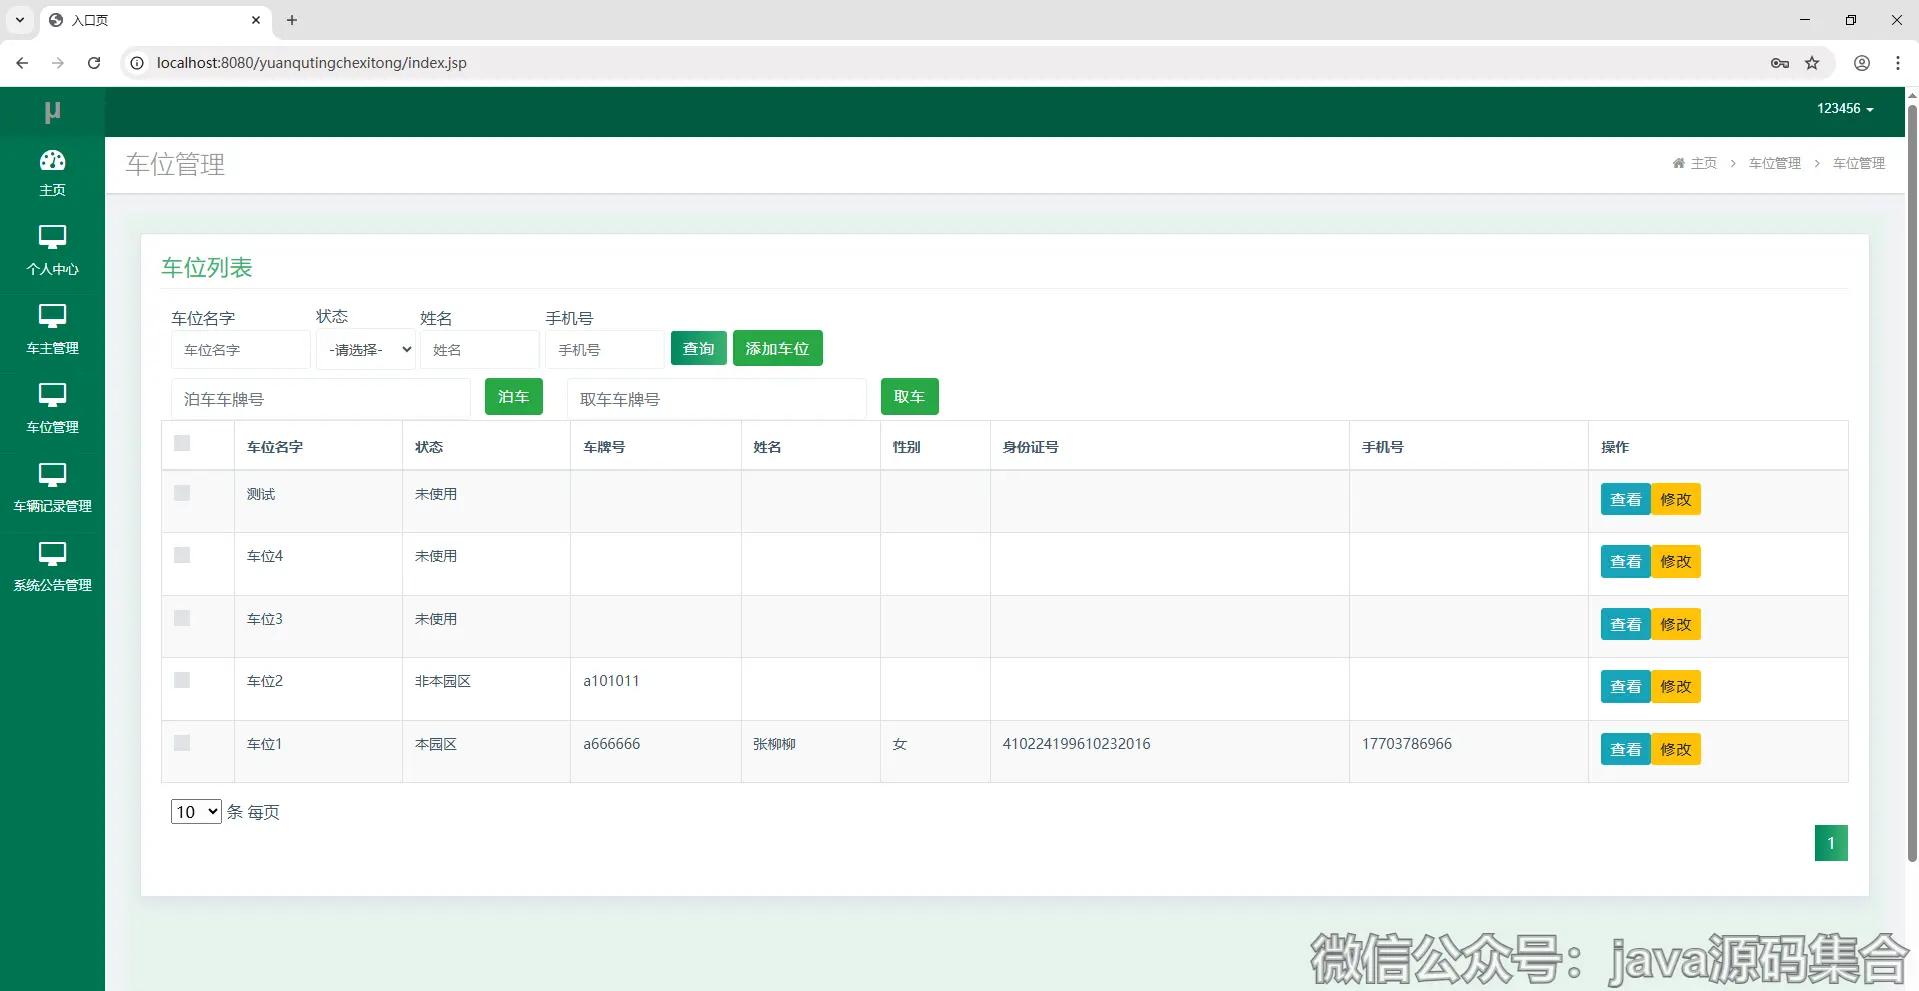 入口页
localhost:8080/yuanqutingchexitong/index.jsp
μ
123456
主页
个人中心
车主管理
车位管理
车辆记录管理
系统公告管理
车位管理
主页 > 车位管理 > 车位管理
车位列表
车位名字 状态 姓名 手机号
车位名字 -请选择- 姓名 手机号 查询 添加车位
泊车车牌号 泊车 取车车牌号 取车
车位名字 状态 车牌号 姓名 性别 身份证号 手机号 操作
测试 未使用 查看 修改
车位4 未使用 查看 修改
车位3 未使用 查看 修改
车位2 非本园区 a101011 查看 修改
车位1 本园区 a666666 张柳柳 女 410224199610232016 17703786966 查看 修改
10 条 每页
1
微信公众号：java源码集合